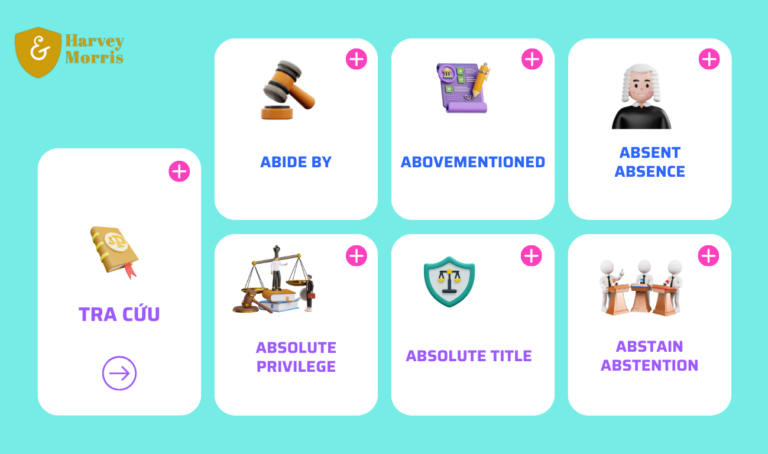 &
Harvey
Morris
ABIDE BY
ABOVEMENTIONED
ABSENT
ABSENCE
TRA CỨU
ABSOLUTE
PRIVILEGE
ABSOLUTE TITLE
ABSTAIN
ABSTENTION